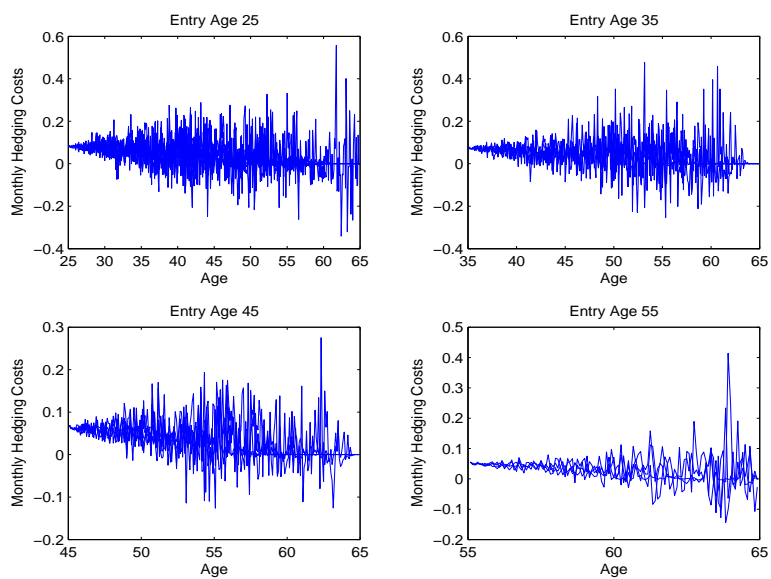 Entry Age 25
0.6
0.4
0.2
0
−0.2
−0.4
Monthly Hedging Costs
25 30 35 40 45 50 55 60 65
Age
Entry Age 35
0.6
0.4
0.2
0
−0.2
−0.4
Monthly Hedging Costs
35 40 45 50 55 60 65
Age
Entry Age 45
0.3
0.2
0.1
0
−0.1
−0.2
Monthly Hedging Costs
45 50 55 60 65
Age
Entry Age 55
0.5
0.4
0.3
0.2
0.1
0
−0.1
−0.2
Monthly Hedging Costs
55 60 65
Age